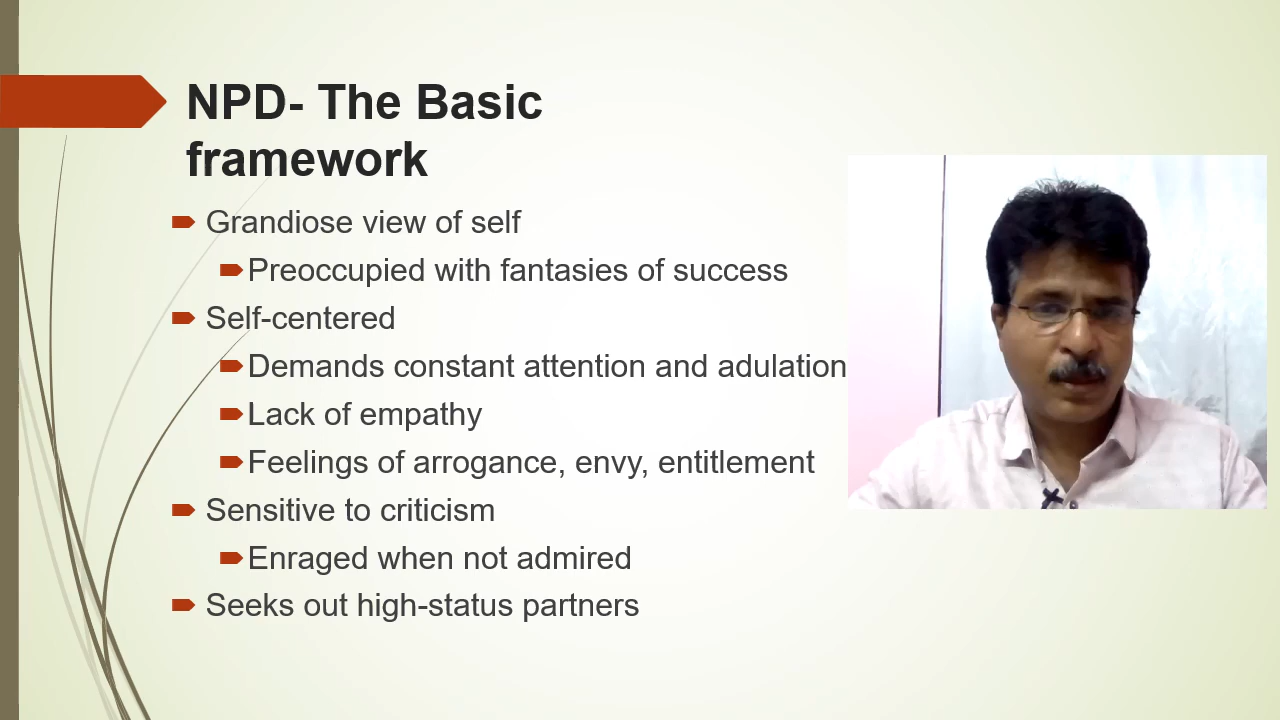 NPD- The Basic
framework
Grandiose view of self
Preoccupied with fantasies of success
Self-centered
Demands constant attention and adulation
Lack of empathy
Feelings of arrogance, envy, entitlement
Sensitive to criticism
Enraged when not admired
Seeks out high-status partners